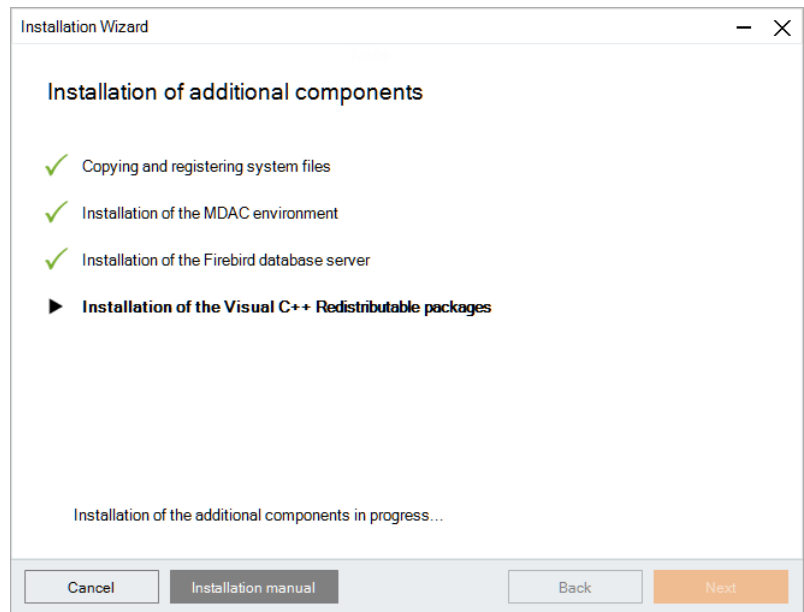 Installation Wizard
Installation of additional components
Copying and registering system files
Installation of the MDAC environment
Installation of the Firebird database server
Installation of the Visual C++ Redistributable packages
Installation of the additional components in progress...
Cancel Installation manual Back Next